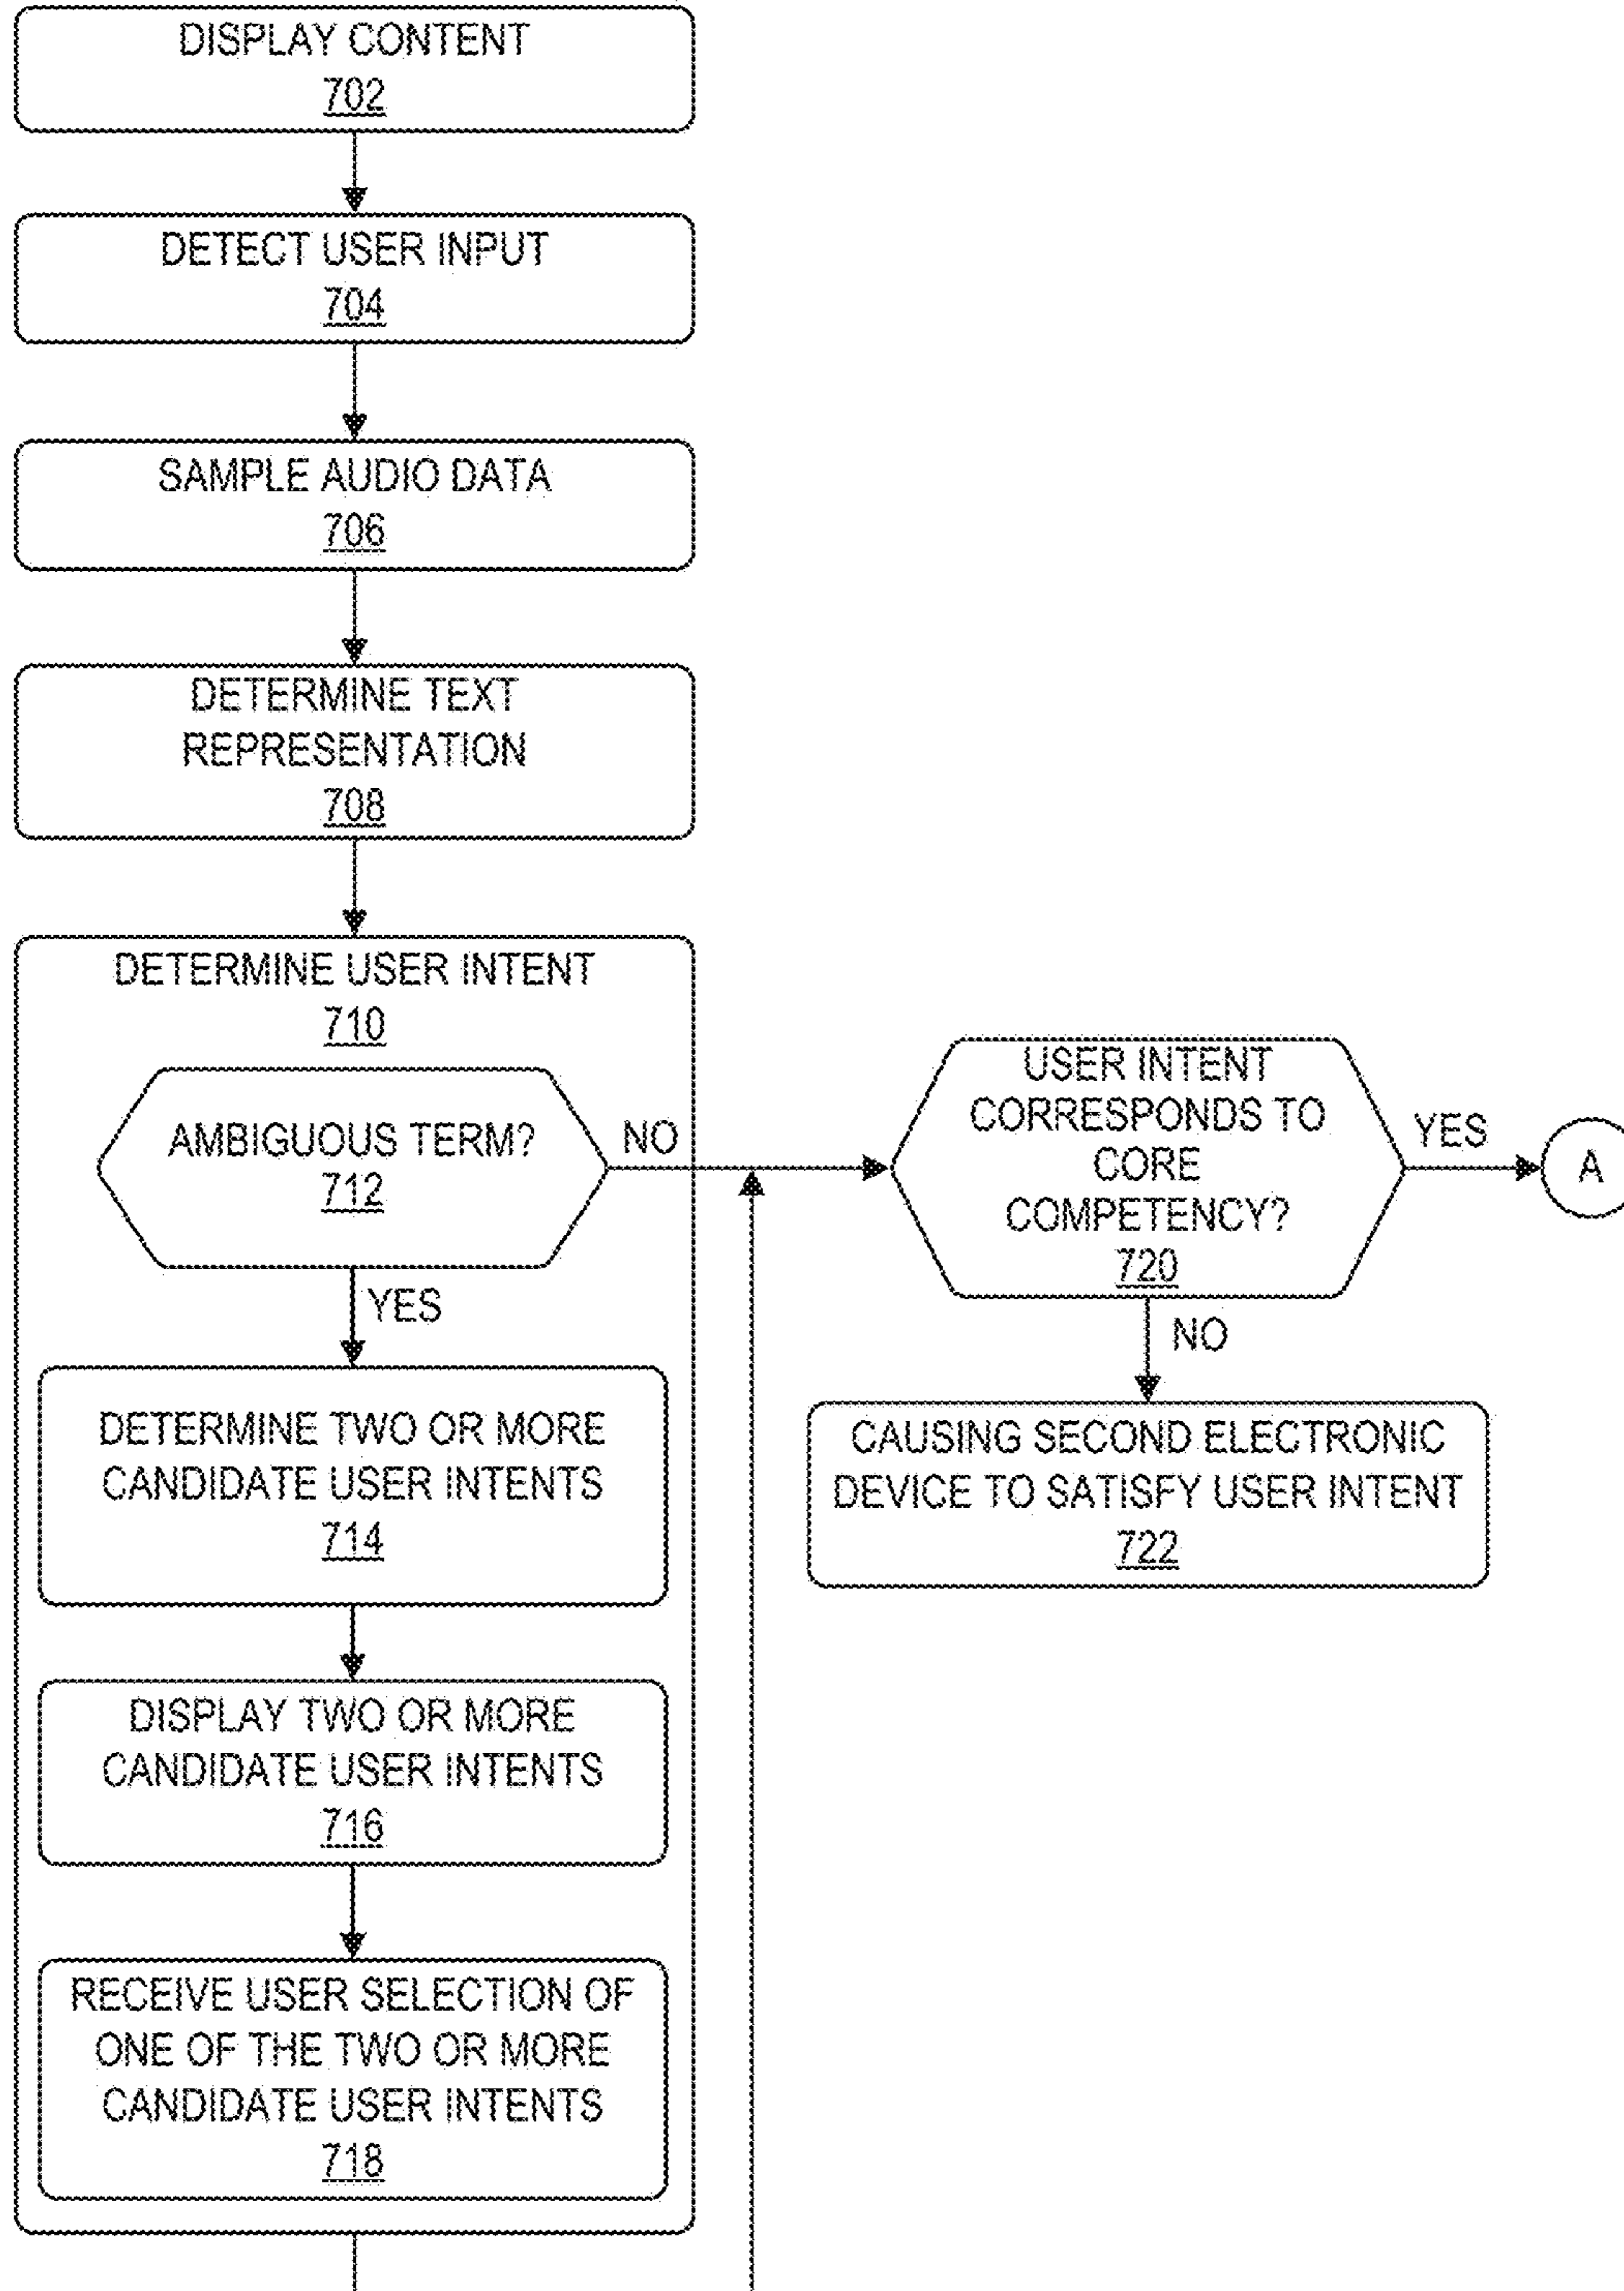 DISPLAY CONTENT
702
DETECT USER INPUT
704
SAMPLE AUDIO DATA
706
DETERMINE TEXT
REPRESENTATION
708
DETERMINE USER INTENT
710
AMBIGUOUS TERM?
712
NO
YES
DETERMINE TWO OR MORE
CANDIDATE USER INTENTS
714
DISPLAY TWO OR MORE
CANDIDATE USER INTENTS
716
RECEIVE USER SELECTION OF
ONE OF THE TWO OR MORE
CANDIDATE USER INTENTS
718
USER INTENT
CORRESPONDS TO
CORE
COMPETENCY?
720
YES
A
NO
CAUSING SECOND ELECTRONIC
DEVICE TO SATISFY USER INTENT
722